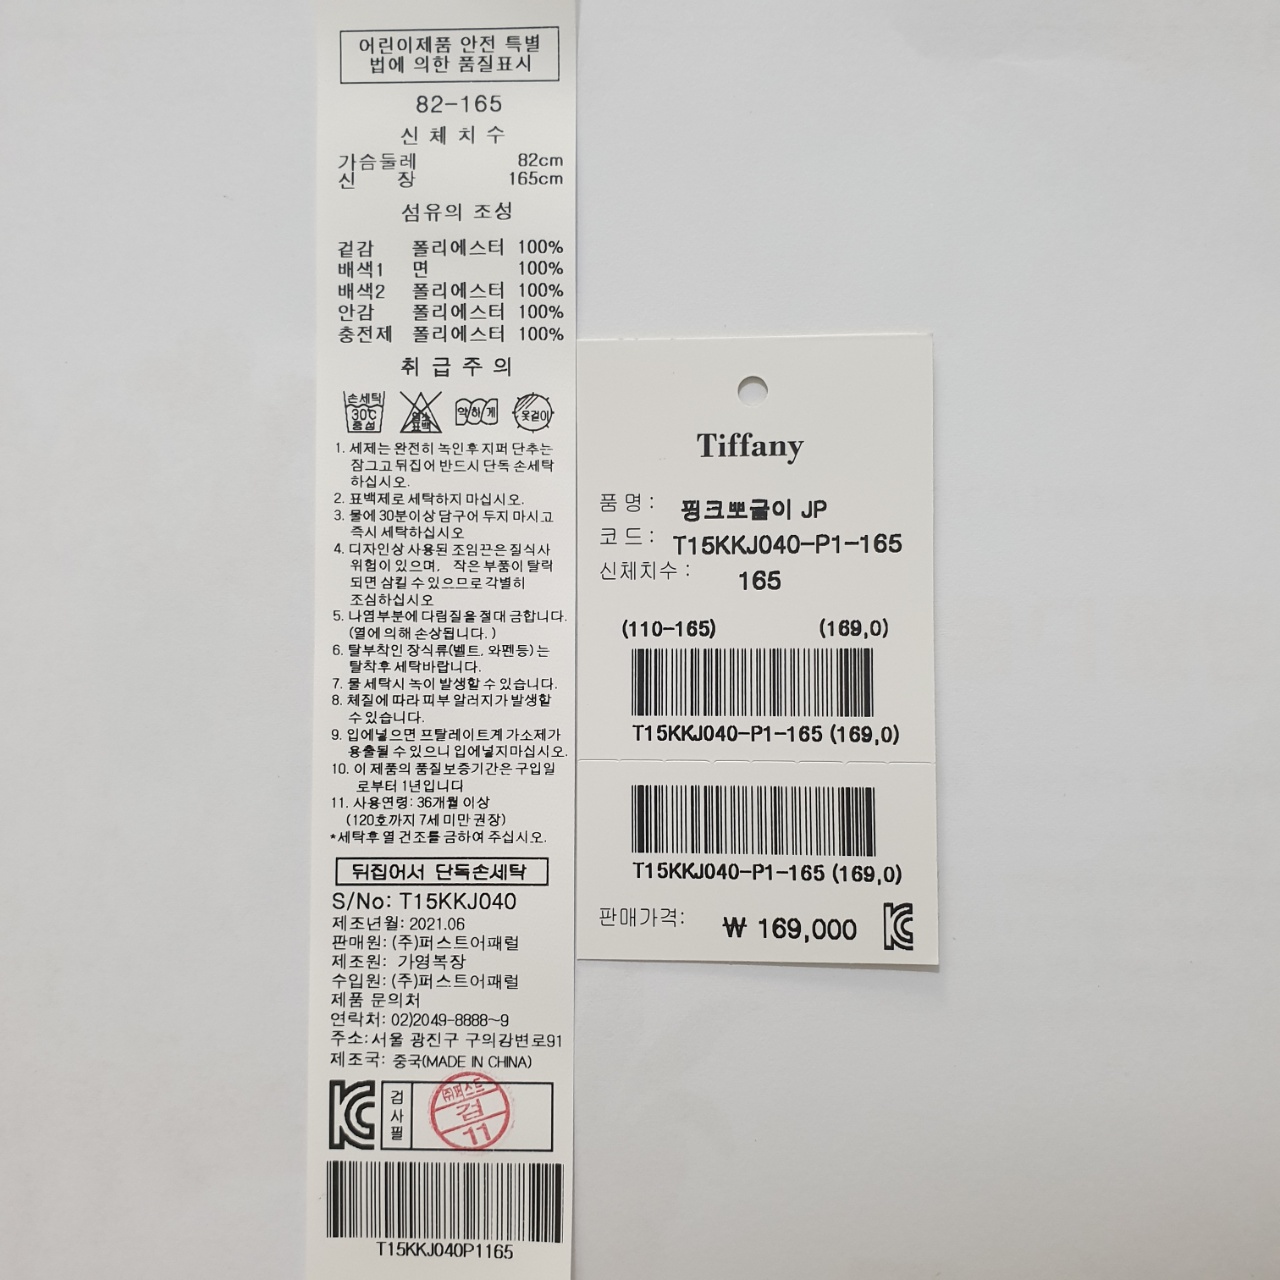 어린이제품 안전 특별
법에 의한 품질표시
82-165
신 체 치 수
가슴둘레 82cm
신 장 165cm
섬유의 조성
겉감 폴리에스터 100%
배색1 면 100%
배색2 폴리에스터 100%
안감 폴리에스터 100%
충전제 폴리에스터 100%
취 급 주 의
손세탁 30℃ 중성
염소 표백
약하게
옷걸이
1. 세제는 완전히 녹인후 지퍼 단추는
잠그고 뒤집어 반드시 단독 손세탁
하십시오.
2. 표백제로 세탁하지 마십시오.
3. 물에 30분이상 담구어 두지 마시고
즉시 세탁하십시오
4. 디자인상 사용된 조임끈은 질식사
위험이 있으며, 작은 부품이 탈락
되면 삼킬 수 있으므로 각별히
조심하십시오
5. 나염부분에 다림질을 절대 금합니다.
(열에 의해 손상됩니다. )
6. 탈부착인 장식류(벨트, 와펜등) 는
탈착후 세탁바랍니다.
7. 물 세탁시 녹이 발생할 수 있습니다.
8. 체질에 따라 피부 알러지가 발생할
수 있습니다.
9. 입에넣으면 프탈레이트계 가소제가
용출될 수 있으니 입에넣지마십시오.
10. 이 제품의 품질보증기간은 구입일
로부터 1년입니다
11. 사용연령: 36개월 이상
(120호까지 7세 미만 권장)
*세탁후 열 건조를 금하여 주십시오.
뒤집어서 단독손세탁
S/No: T15KKJ040
제조년월: 2021.06
판매원: (주)퍼스트어패럴
제조원: 가영복장
수입원: (주)퍼스트어패럴
제품 문의처
연락처: 02)2049-8888~9
주소:서울 광진구 구의강변로91
제조국: 중국(MADE IN CHINA)
KC
검사필
㈜퍼스트
검
11
T15KKJ040P1165
Tiffany
품 명 : 핑크뽀글이 JP
코 드 : T15KKJ040-P1-165
신체치수 : 165
(110-165) (169,0)
T15KKJ040-P1-165 (169,0)
T15KKJ040-P1-165 (169,0)
판매가격: ₩ 169,000
KC